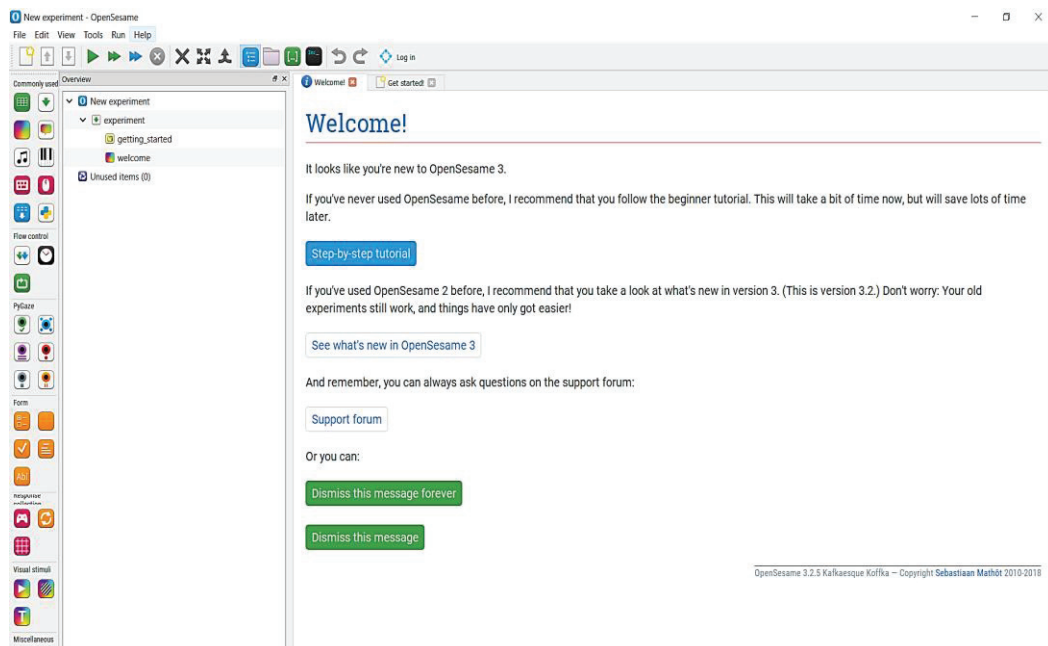 New experiment - OpenSesame
File Edit View Tools Run Help
Log in
Commonly used
Overview
Welcome!
Get started!
New experiment
experiment
getting_started
welcome
Unused items (0)
Flow control
PyGaze
Form
Abi
Response
collection
Visual stimuli
T
Miscellaneous
Welcome!
It looks like you're new to OpenSesame 3.
If you've never used OpenSesame before, I recommend that you follow the beginner tutorial. This will take a bit of time now, but will save lots of time
later.
Step-by-step tutorial
If you've used OpenSesame 2 before, I recommend that you take a look at what's new in version 3. (This is version 3.2.) Don't worry: Your old
experiments still work, and things have only got easier!
See what's new in OpenSesame 3
And remember, you can always ask questions on the support forum:
Support forum
Or you can:
Dismiss this message forever
Dismiss this message
OpenSesame 3.2.5 Kafkaesque Koffka — Copyright Sebastiaan Mathôt 2010-2018